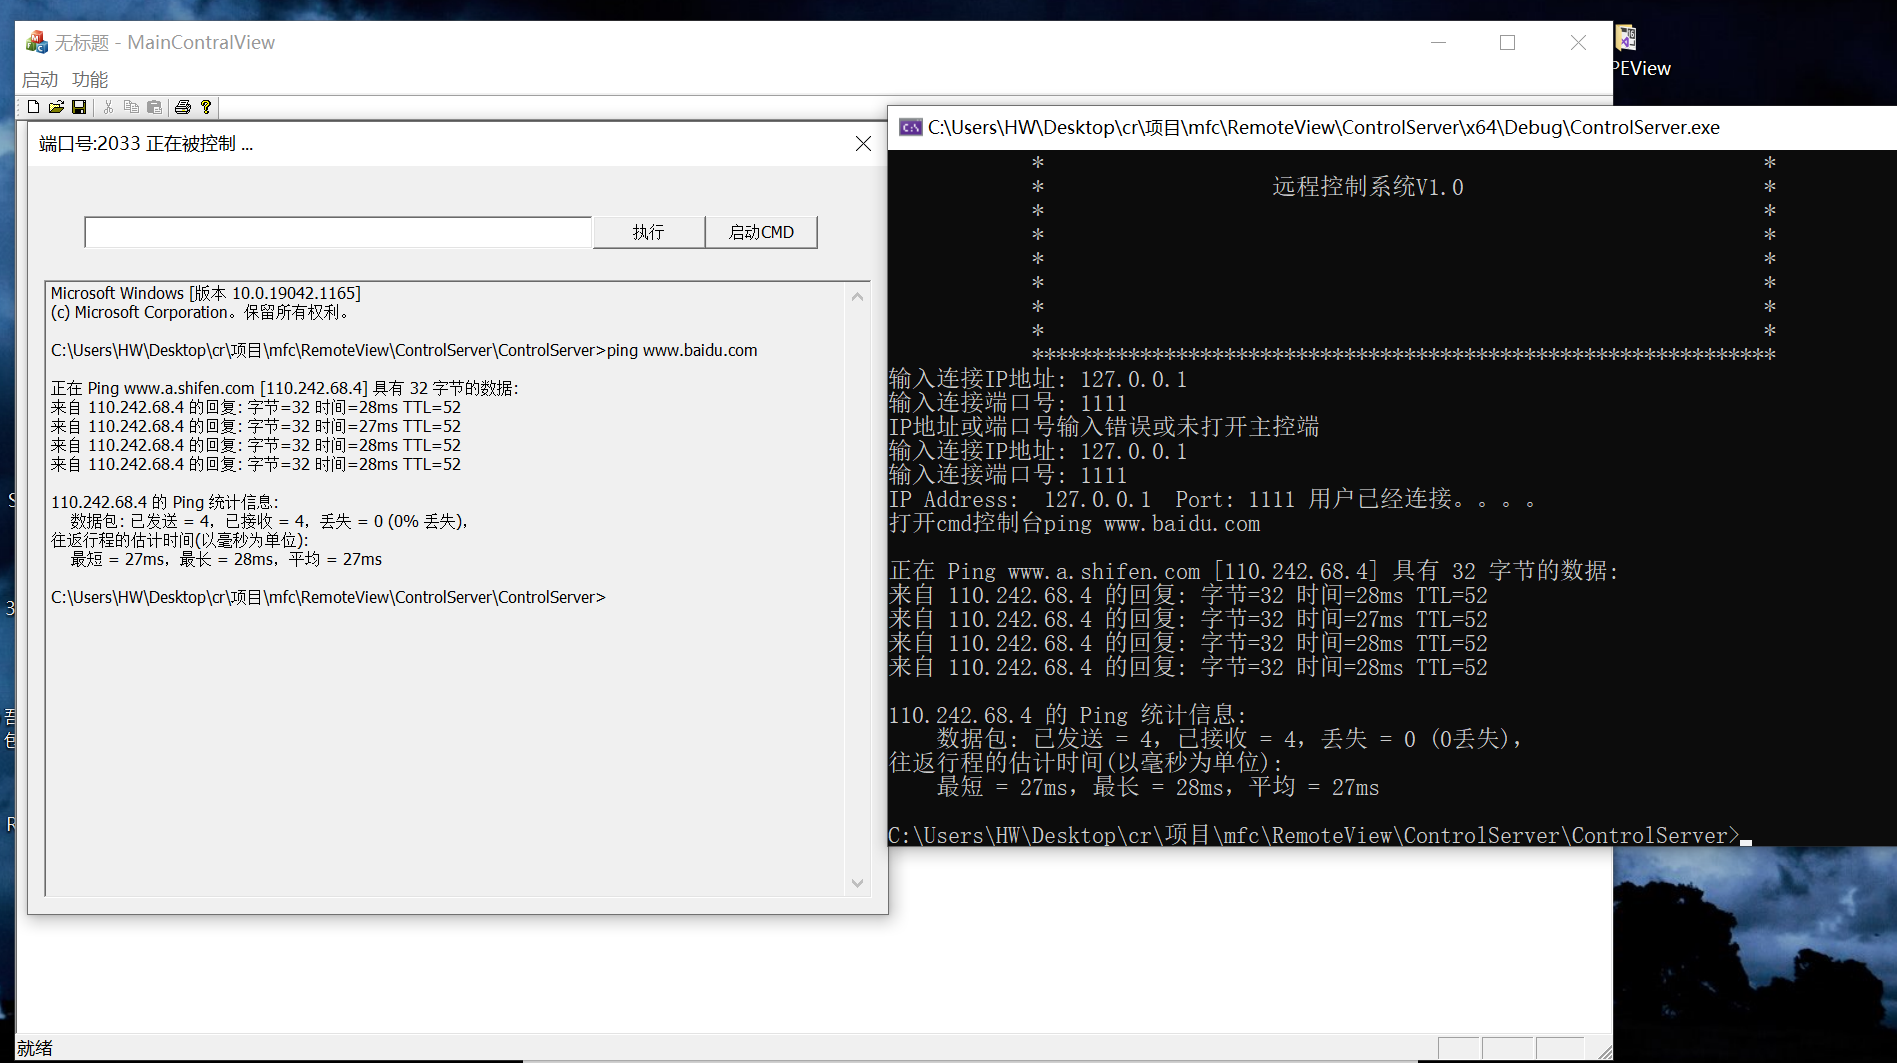 无标题 - MainContralView
启动 功能
PEView
端口号:2033 正在被控制 ...
执行
启动CMD
Microsoft Windows [版本 10.0.19042.1165]
(c) Microsoft Corporation。保留所有权利。
C:\Users\HW\Desktop\cr\项目\mfc\RemoteView\ControlServer\ControlServer>ping www.baidu.com
正在 Ping www.a.shifen.com [110.242.68.4] 具有 32 字节的数据:
来自 110.242.68.4 的回复: 字节=32 时间=28ms TTL=52
来自 110.242.68.4 的回复: 字节=32 时间=27ms TTL=52
来自 110.242.68.4 的回复: 字节=32 时间=28ms TTL=52
来自 110.242.68.4 的回复: 字节=32 时间=28ms TTL=52
110.242.68.4 的 Ping 统计信息:
数据包: 已发送 = 4，已接收 = 4，丢失 = 0 (0% 丢失)，
往返行程的估计时间(以毫秒为单位):
最短 = 27ms，最长 = 28ms，平均 = 27ms
C:\Users\HW\Desktop\cr\项目\mfc\RemoteView\ControlServer\ControlServer>
C:\Users\HW\Desktop\cr\项目\mfc\RemoteView\ControlServer\x64\Debug\ControlServer.exe
* *
* 远程控制系统V1.0 *
* *
* *
* *
* *
* *
* *
**************************************************************
输入连接IP地址: 127.0.0.1
输入连接端口号: 1111
IP地址或端口号输入错误或未打开主控端
输入连接IP地址: 127.0.0.1
输入连接端口号: 1111
IP Address:  127.0.0.1  Port: 1111 用户已经连接。。。。
打开cmd控制台ping www.baidu.com
正在 Ping www.a.shifen.com [110.242.68.4] 具有 32 字节的数据:
来自 110.242.68.4 的回复: 字节=32 时间=28ms TTL=52
来自 110.242.68.4 的回复: 字节=32 时间=27ms TTL=52
来自 110.242.68.4 的回复: 字节=32 时间=28ms TTL=52
来自 110.242.68.4 的回复: 字节=32 时间=28ms TTL=52
110.242.68.4 的 Ping 统计信息:
数据包: 已发送 = 4，已接收 = 4，丢失 = 0 (0丢失)，
往返行程的估计时间(以毫秒为单位):
最短 = 27ms，最长 = 28ms，平均 = 27ms
C:\Users\HW\Desktop\cr\项目\mfc\RemoteView\ControlServer\ControlServer>
就绪